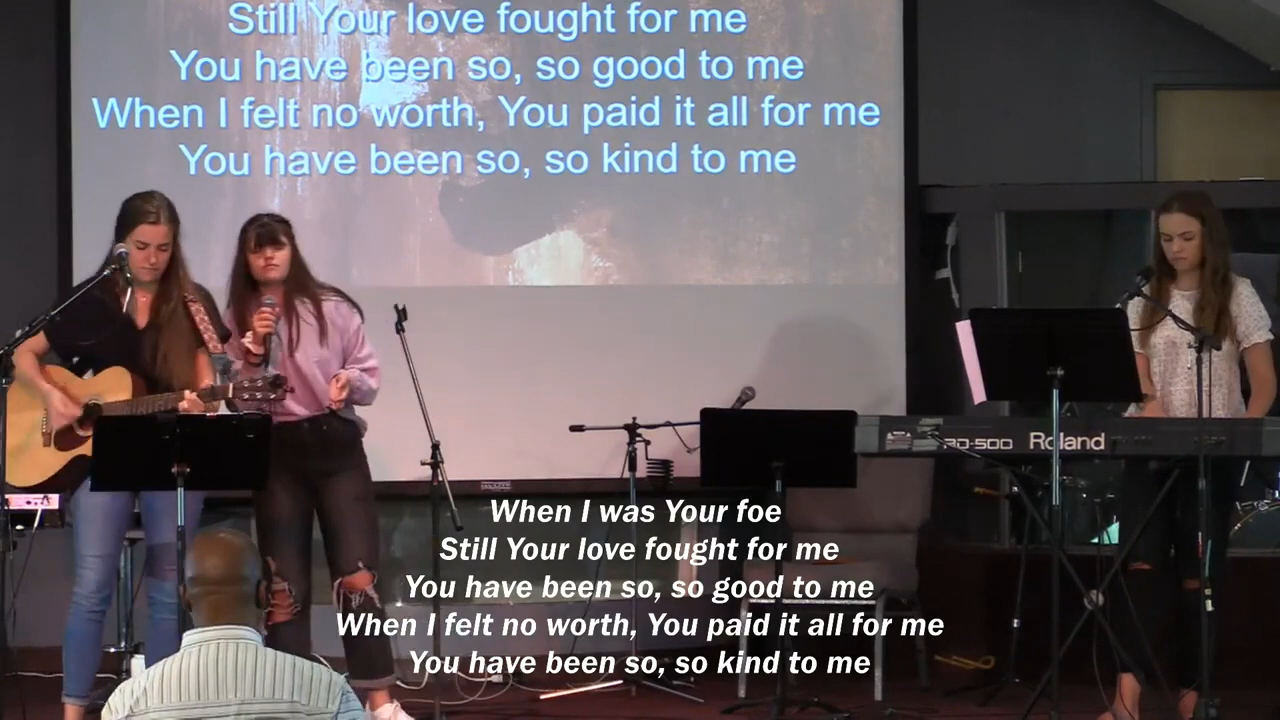 Still Your love fought for me
You have been so, so good to me
When I felt no worth, You paid it all for me
You have been so, so kind to me
RD-500 Roland
When I was Your foe
Still Your love fought for me
You have been so, so good to me
When I felt no worth, You paid it all for me
You have been so, so kind to me